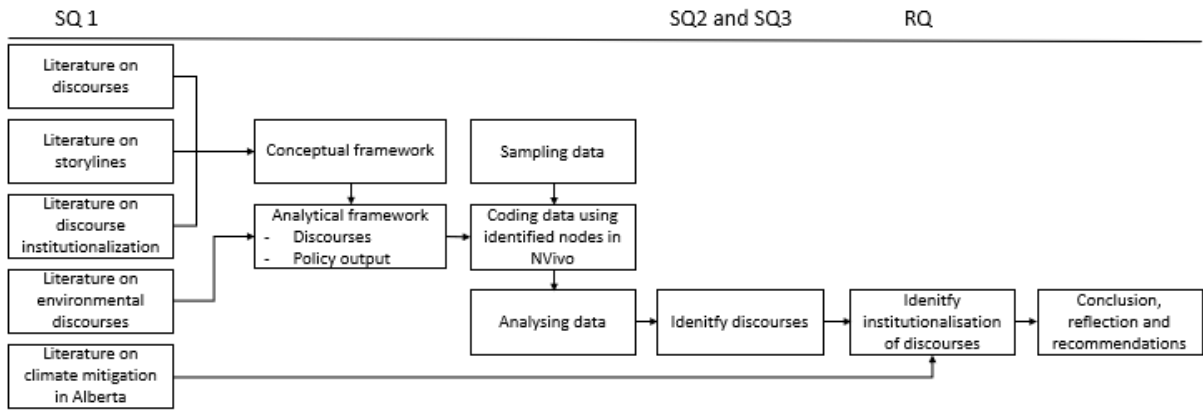 SQ 1
SQ2 and SQ3
RQ
Literature on
discourses
Literature on
storylines
Literature on
discourse
institutionalization
Literature on
environmental
discourses
Literature on
climate mitigation
in Alberta
Conceptual framework
Analytical framework
- Discourses
- Policy output
Sampling data
Coding data using
identified nodes in
NVivo
Analysing data
Idenitfy discourses
Idenitfy
institutionalisation
of discourses
Conclusion,
reflection and
recommendations